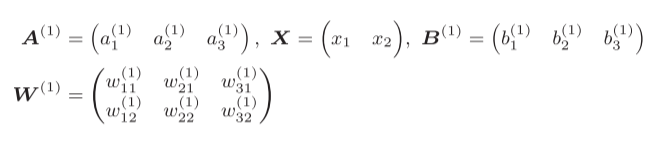 A^{(1)} = (a_1^{(1)} a_2^{(1)} a_3^{(1)}), X = (x_1 x_2), B^{(1)} = (b_1^{(1)} b_2^{(1)} b_3^{(1)})
W^{(1)} = (w_{11}^{(1)} w_{21}^{(1)} w_{31}^{(1)}
w_{12}^{(1)} w_{22}^{(1)} w_{32}^{(1)})